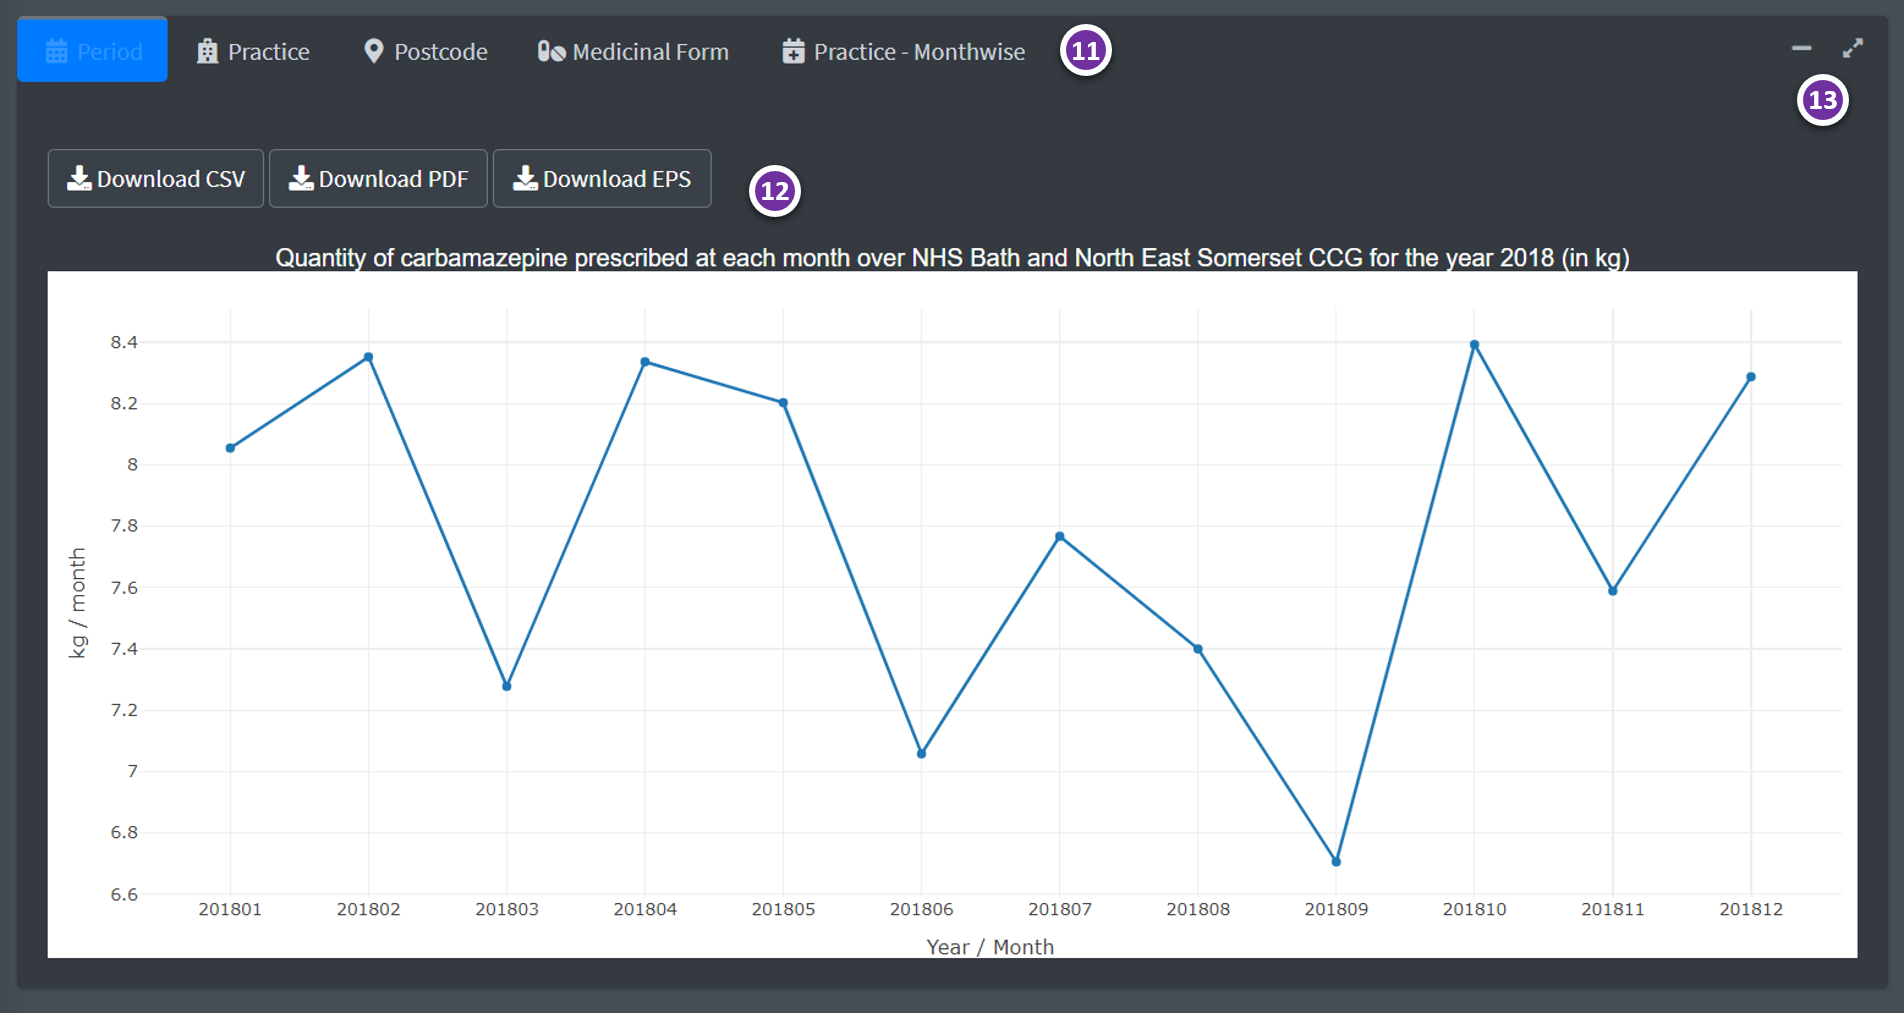 Period Practice Postcode Medicinal Form Practice - Monthwise 11
13
Download CSV Download PDF Download EPS 12
Quantity of carbamazepine prescribed at each month over NHS Bath and North East Somerset CCG for the year 2018 (in kg)
8.4
8.2
8
7.8
7.6
7.4
7.2
7
6.8
6.6
kg / month
201801 201802 201803 201804 201805 201806 201807 201808 201809 201810 201811 201812
Year / Month